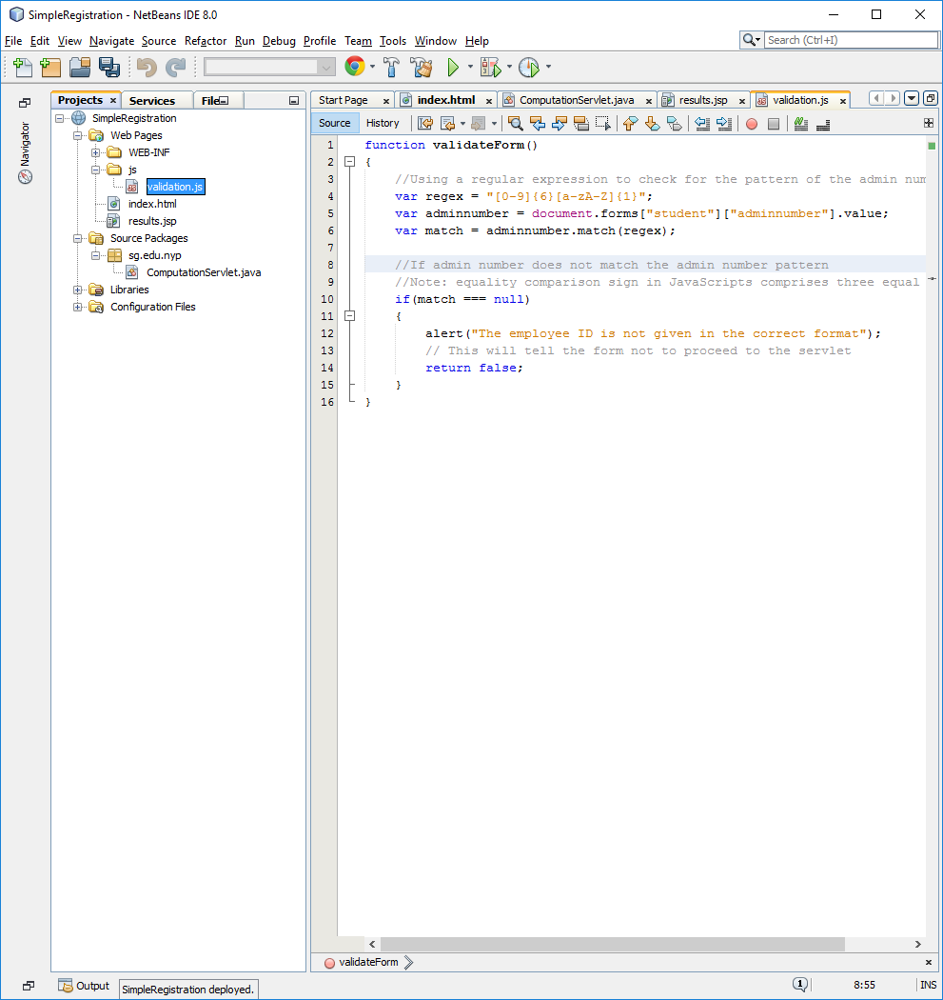 SimpleRegistration - NetBeans IDE 8.0
File Edit View Navigate Source Refactor Run Debug Profile Team Tools Window Help
Search (Ctrl+I)
Navigator
Projects
Services
File
SimpleRegistration
Web Pages
WEB-INF
js
validation.js
index.html
results.jsp
Source Packages
sg.edu.nyp
ComputationServlet.java
Libraries
Configuration Files
Start Page
index.html
ComputationServlet.java
results.jsp
validation.js
Source History
1 function validateForm()
2 {
3 //Using a regular expression to check for the pattern of the admin num
4 var regex = "[0-9]{6}[a-zA-Z]{1}";
5 var adminnumber = document.forms["student"]["adminnumber"].value;
6 var match = adminnumber.match(regex);
7
8 //If admin number does not match the admin number pattern
9 //Note: equality comparison sign in JavaScripts comprises three equal
10 if(match === null)
11 {
12 alert("The employee ID is not given in the correct format");
13 // This will tell the form not to proceed to the servlet
14 return false;
15 }
16 }
validateForm
Output
SimpleRegistration deployed.
1
8:55
INS